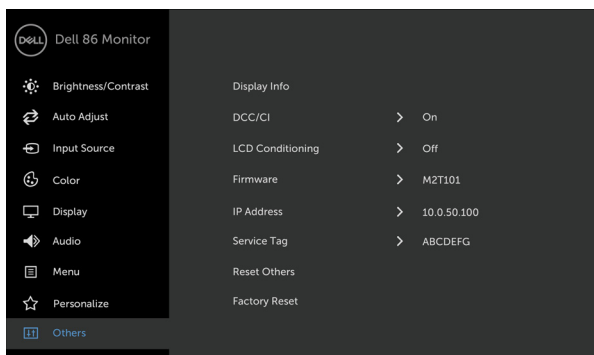 DELL Dell 86 Monitor
Brightness/Contrast
Auto Adjust
Input Source
Color
Display
Audio
Menu
Personalize
Others
Display Info
DCC/CI > On
LCD Conditioning > Off
Firmware > M2T101
IP Address > 10.0.50.100
Service Tag > ABCDEFG
Reset Others
Factory Reset